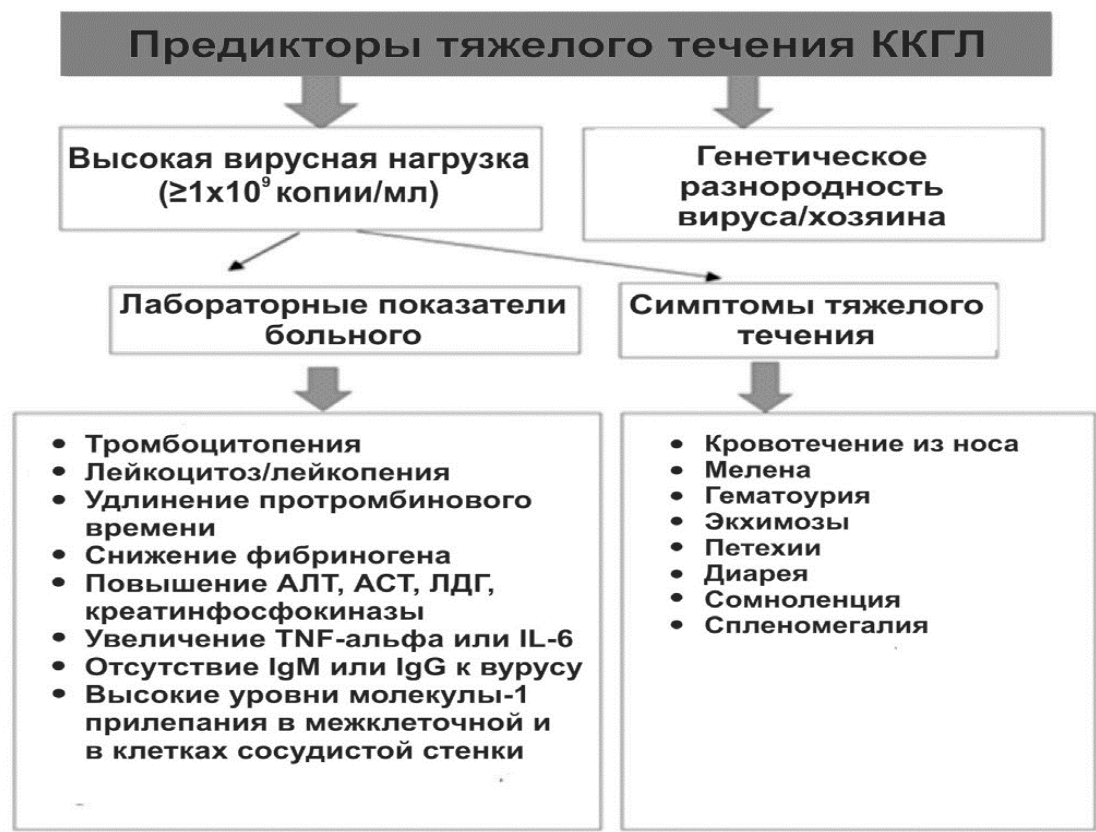 Предикторы тяжелого течения ККГЛ
Высокая вирусная нагрузка
(≥1x10⁹ копии/мл)
Генетическое
разнородность
вируса/хозяина
Лабораторные показатели
больного
Симптомы тяжелого
течения
• Тромбоцитопения
• Лейкоцитоз/лейкопения
• Удлинение протромбинового
времени
• Снижение фибриногена
• Повышение АЛТ, АСТ, ЛДГ,
креатинфосфокиназы
• Увеличение TNF-альфа или IL-6
• Отсутствие IgM или IgG к вурусу
• Высокие уровни молекулы-1
прилепания в межклеточной и
в клетках сосудистой стенки
• Кровотечение из носа
• Мелена
• Гематоурия
• Экхимозы
• Петехии
• Диарея
• Сомноленция
• Спленомегалия